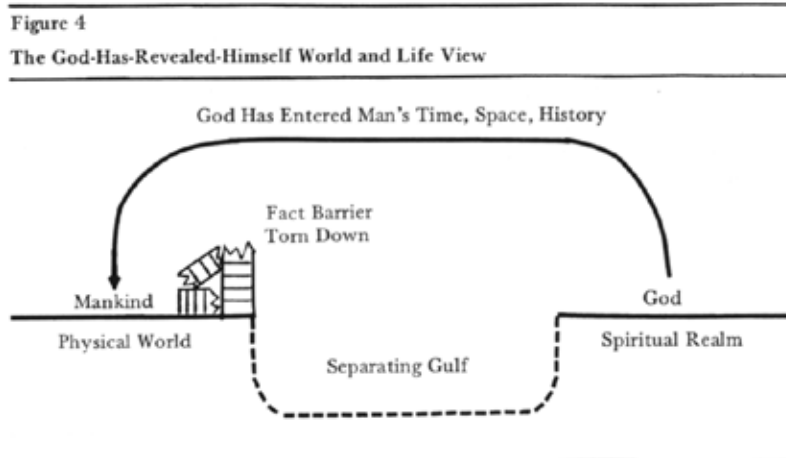 Figure 4
The God-Has-Revealed-Himself World and Life View
God Has Entered Man's Time, Space, History
Fact Barrier
Torn Down
Mankind
God
Physical World
Spiritual Realm
Separating Gulf